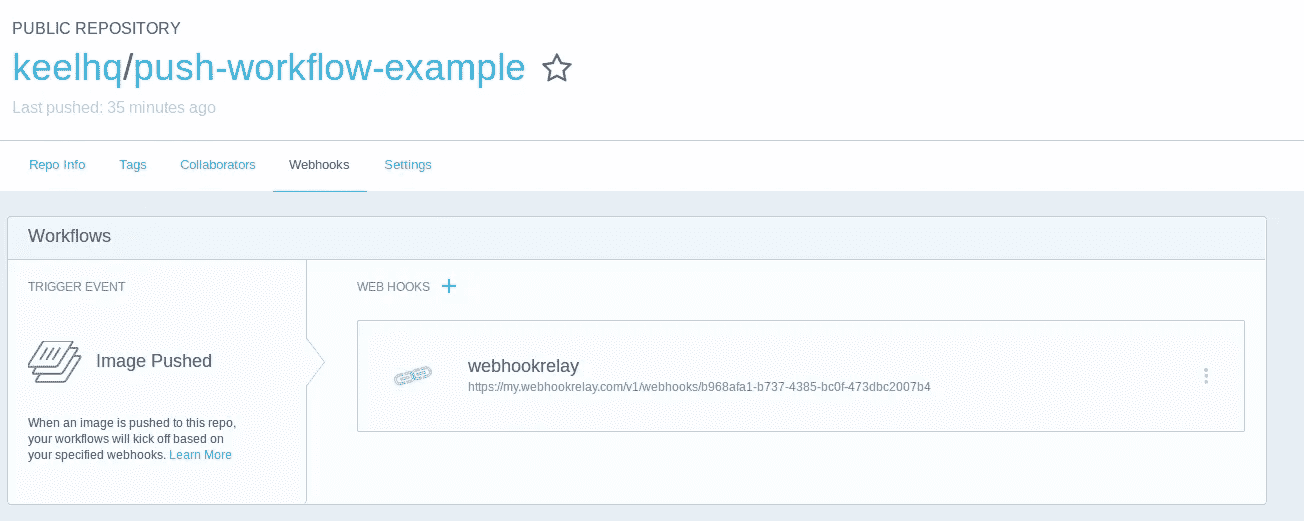 PUBLIC REPOSITORY
keelhq/push-workflow-example
Last pushed: 35 minutes ago
Repo Info Tags Collaborators Webhooks Settings
Workflows
TRIGGER EVENT
Image Pushed
When an image is pushed to this repo,
your workflows will kick off based on
your specified webhooks. Learn More
WEB HOOKS +
webhookrelay
https://my.webhookrelay.com/v1/webhooks/b968afa1-b737-4385-bc0f-473dbc2007b4